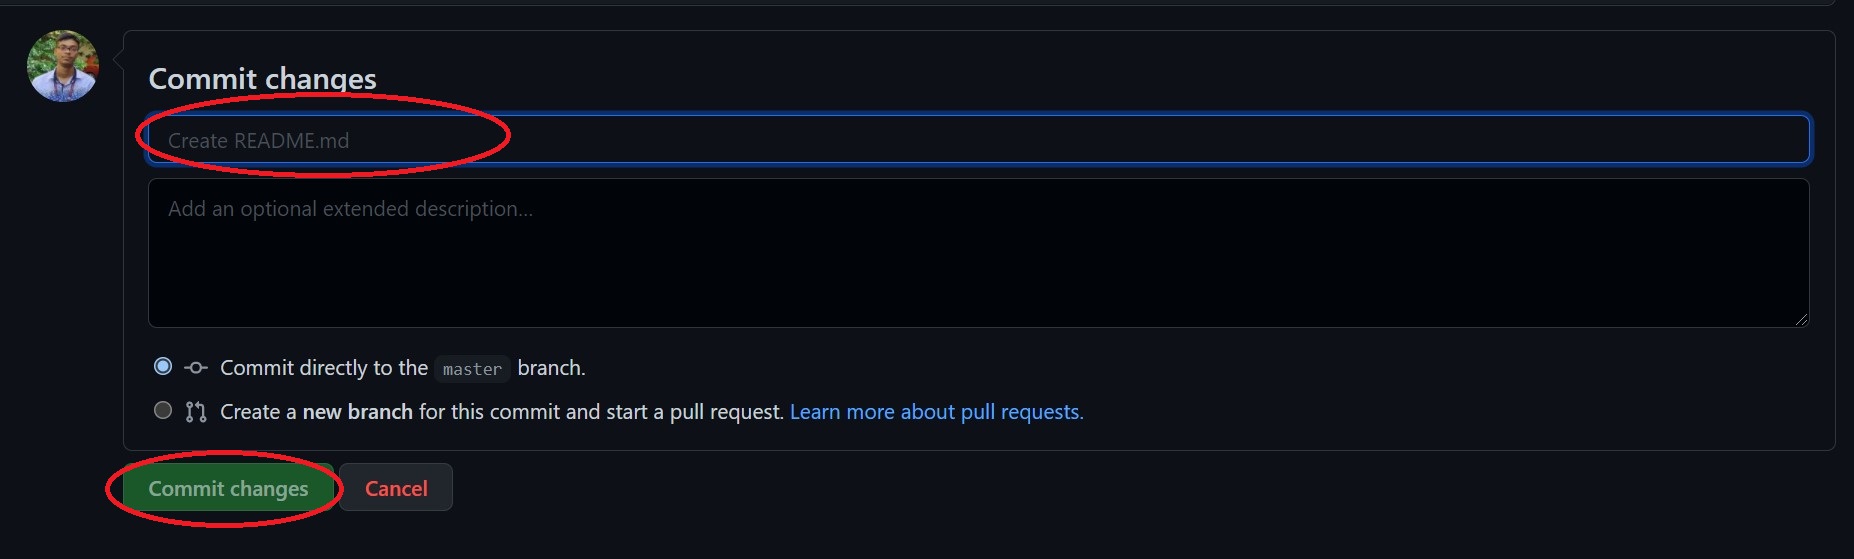 Commit changes
Create README.md
Add an optional extended description...
Commit directly to the master branch.
Create a new branch for this commit and start a pull request. Learn more about pull requests.
Commit changes Cancel